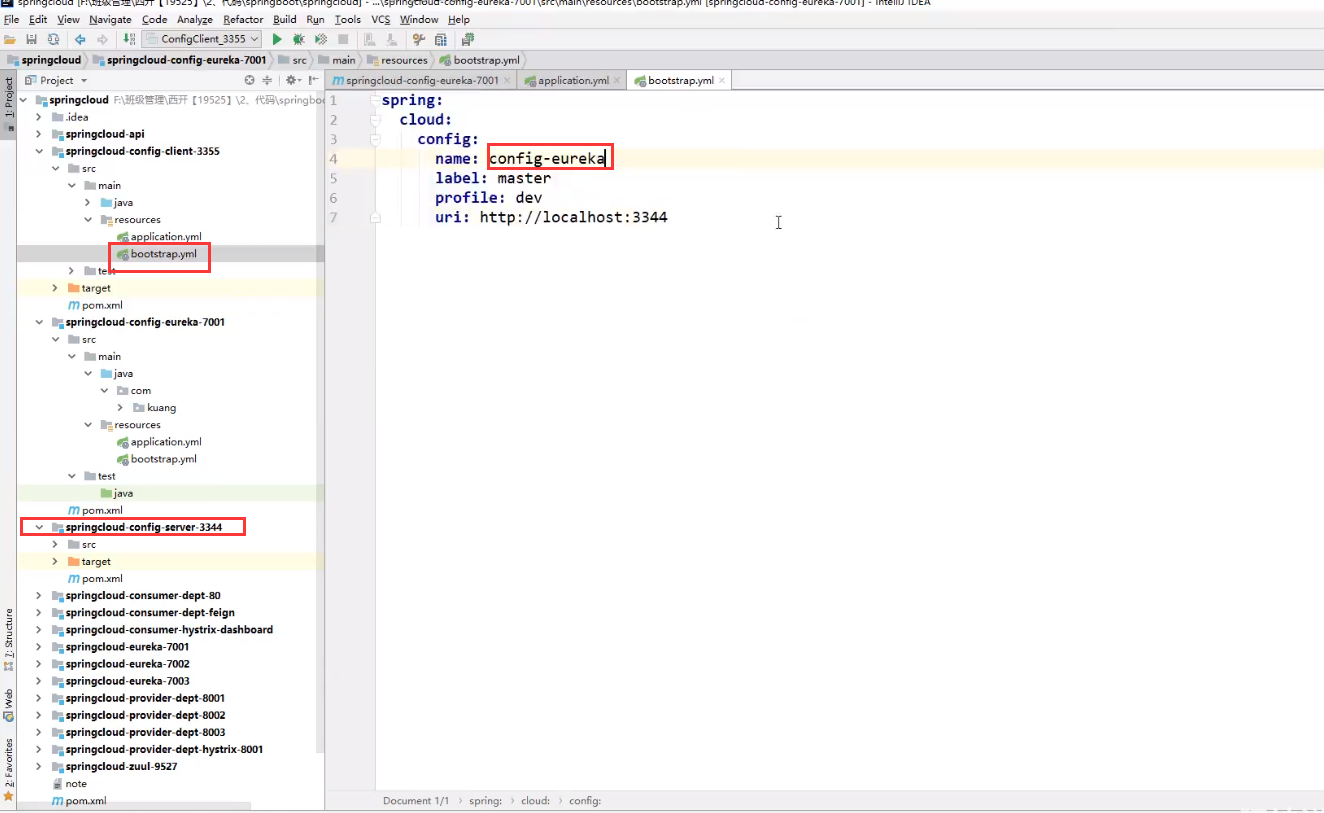 springcloud [F:\班级管理\西开【19525】\2、代码\springboot\springcloud] - ...\springcloud-config-eureka-7001\src\main\resources\bootstrap.yml [springcloud-config-eureka-7001] - IntelliJ IDEA
File Edit View Navigate Code Analyze Refactor Build Run Tools VCS Window Help
ConfigClient_3355
springcloud springcloud-config-eureka-7001 src main resources bootstrap.yml
1: Project
Project
springcloud-config-eureka-7001 application.yml bootstrap.yml
springcloud F:\班级管理\西开【19525】\2、代码\springboo
.idea
springcloud-api
springcloud-config-client-3355
src
main
java
resources
application.yml
bootstrap.yml
test
target
pom.xml
springcloud-config-eureka-7001
src
main
java
com
kuang
resources
application.yml
bootstrap.yml
test
java
pom.xml
springcloud-config-server-3344
src
target
pom.xml
springcloud-consumer-dept-80
springcloud-consumer-dept-feign
springcloud-consumer-hystrix-dashboard
springcloud-eureka-7001
springcloud-eureka-7002
springcloud-eureka-7003
springcloud-provider-dept-8001
springcloud-provider-dept-8002
springcloud-provider-dept-8003
springcloud-provider-dept-hystrix-8001
springcloud-zuul-9527
note
pom.xml
7: Structure
Web
2: Favorites
1 spring:
2 cloud:
3 config:
4 name: config-eureka
5 label: master
6 profile: dev
7 uri: http://localhost:3344
Document 1/1 › spring: › cloud: › config: